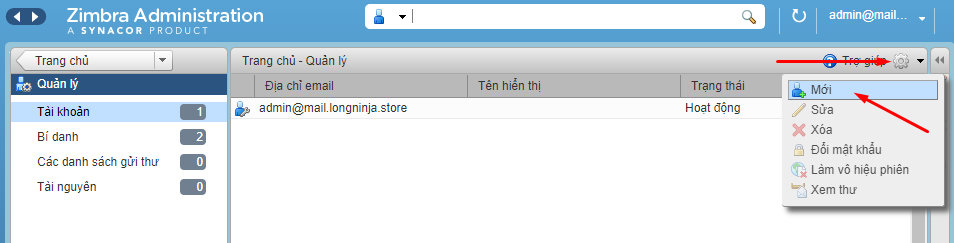 Zimbra Administration
A SYNACOR PRODUCT
admin@mail...
Trang chủ
Trang chủ - Quản lý
Trợ giúp
Quản lý
Địa chỉ email
Tên hiển thị
Trạng thái
Tài khoản
1
admin@mail.longninja.store
Hoạt động
Bí danh
2
Các danh sách gửi thư
0
Tài nguyên
0
Mới
Sửa
Xóa
Đổi mật khẩu
Làm vô hiệu phiên
Xem thư